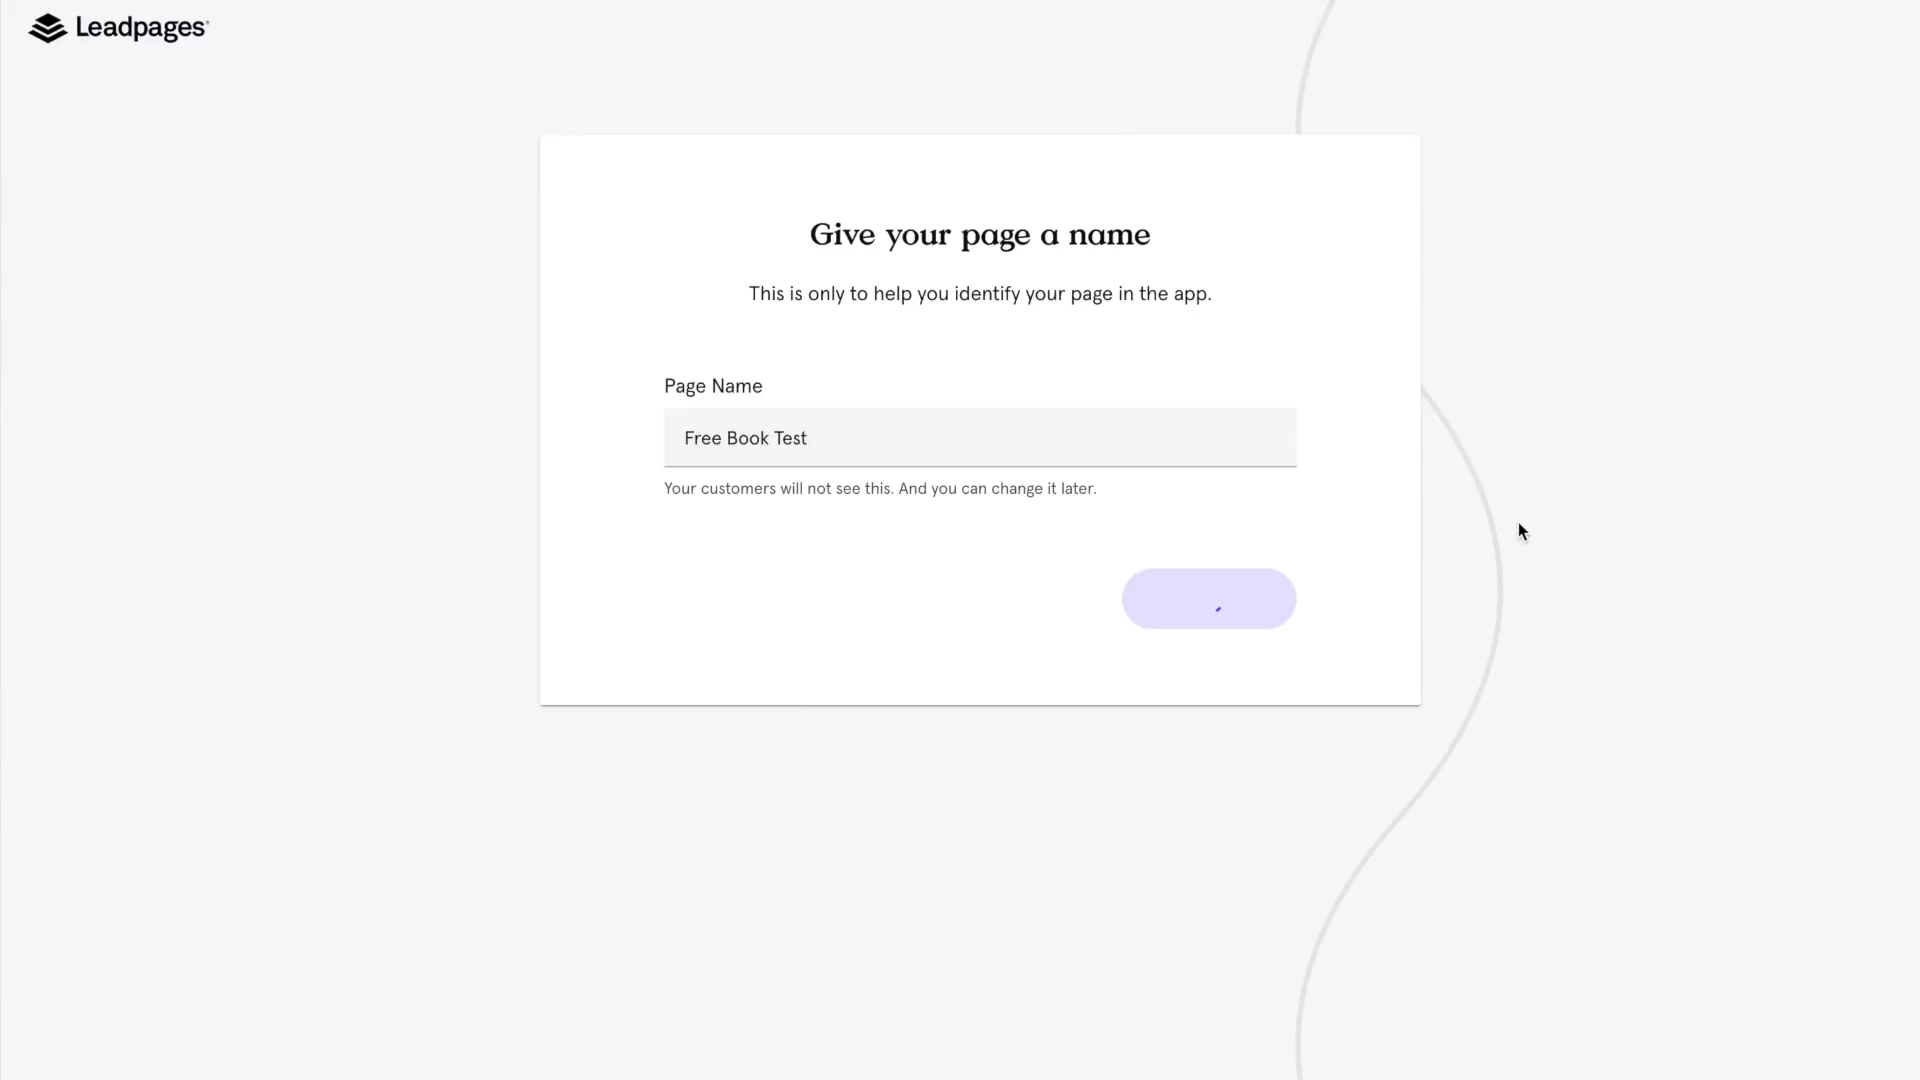 Leadpages
Give your page a name
This is only to help you identify your page in the app.
Page Name
Free Book Test
Your customers will not see this. And you can change it later.